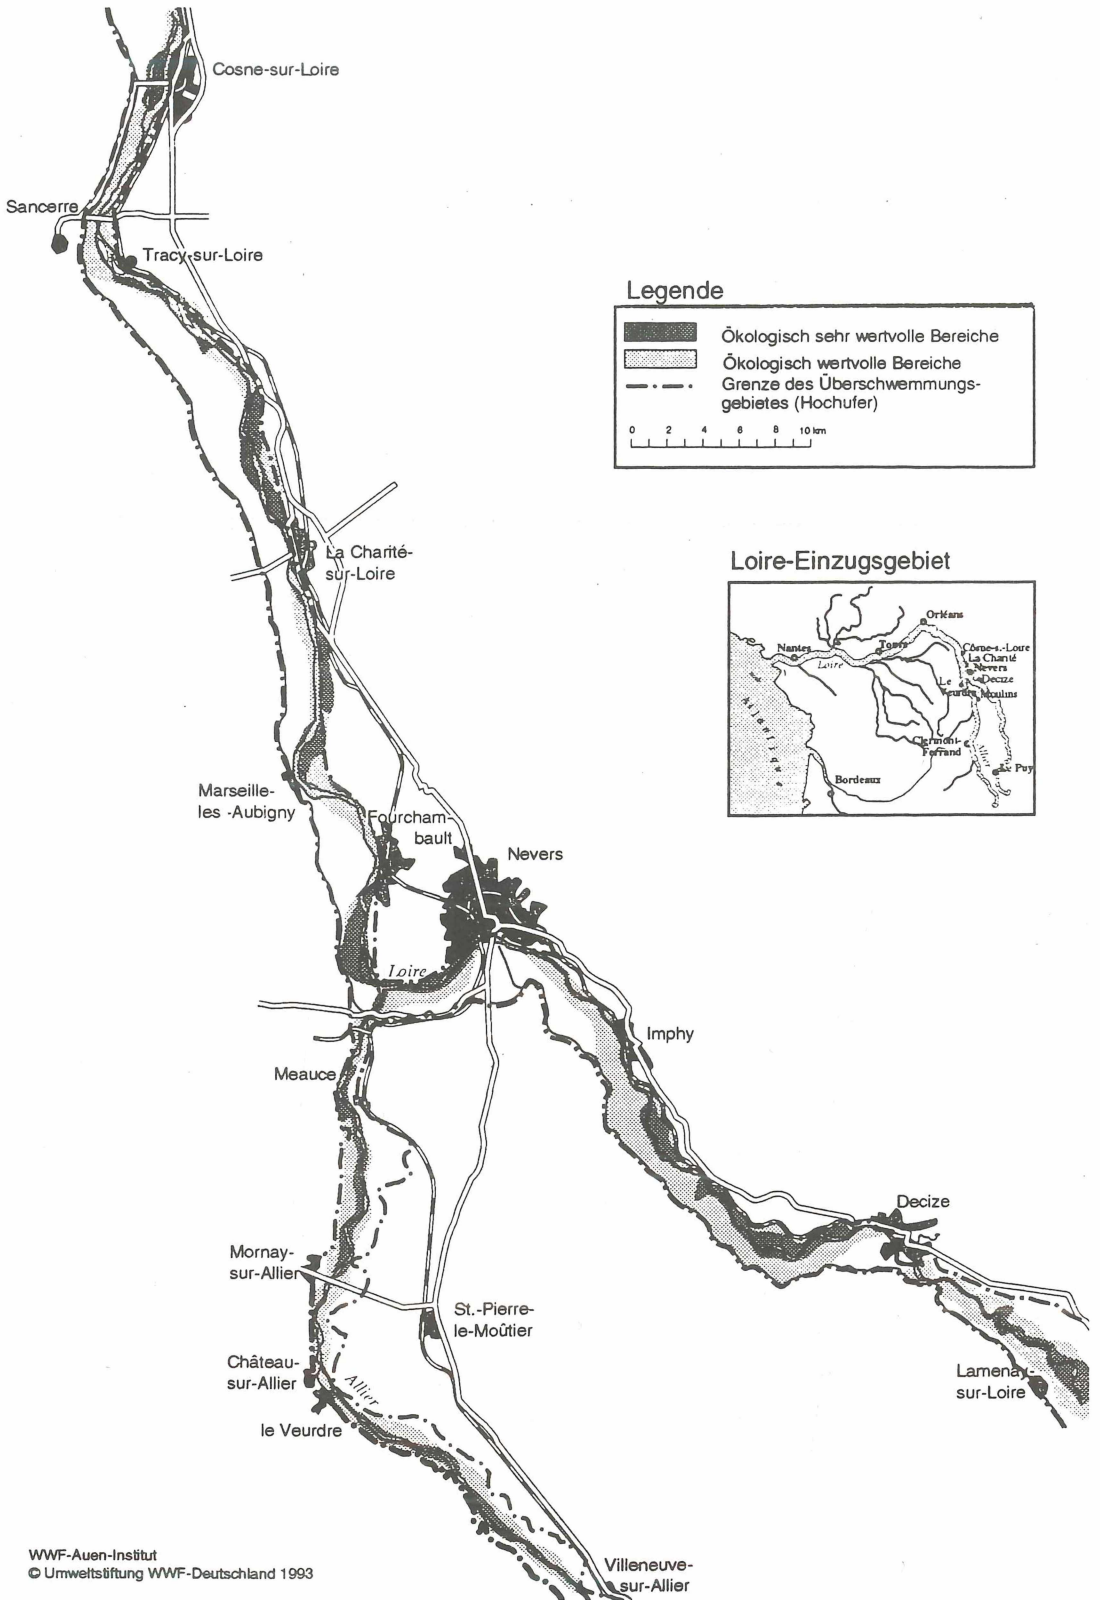 Cosne-sur-Loire
Sancerre
Tracy-sur-Loire
Legende
Ökologisch sehr wertvolle Bereiche
Ökologisch wertvolle Bereiche
Grenze des Überschwemmungs-
gebietes (Hochufer)
0 2 4 6 8 10 km
La Charité-
sur-Loire
Loire-Einzugsgebiet
Orléans
Nantes
Tours
Loire
Cosne-s.-Loire
La Charité
Nevers
Decize
Le
Veurdre
Moulins
Atlantique
Clermont-
Ferrand
Allier
Le Puy
Bordeaux
Marseille-
les -Aubigny
Fourcham-
bault
Nevers
Loire
Imphy
Meauce
Decize
Mornay-
sur-Allier
St.-Pierre-
le-Moûtier
Château-
sur-Allier
Allier
Lamenay-
sur-Loire
le Veurdre
WWF-Auen-Institut
© Umweltstiftung WWF-Deutschland 1993
Villeneuve-
sur-Allier